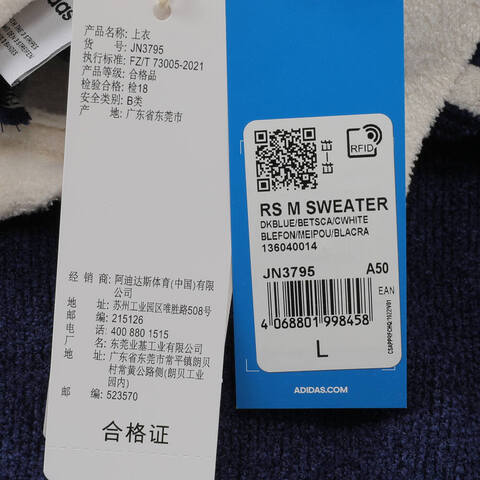 产品名称: 上衣
货 号: JN3795
执行标准: FZ/T 73005-2021
产品等级: 合格品
检验合格: 检18
安全类别: B类
产 地: 广东省东莞市
经 销 商: 阿迪达斯体育(中国)有限
公司
地 址: 苏州工业园区唯胜路508号
邮 编: 215126
电 话: 400 880 1515
厂 名: 东莞业基工业有限公司
地 址: 广东省东莞市常平镇朗贝
村常黄公路侧(朗贝工业
园内)
邮 编: 523570
合格证
RFID
RS M SWEATER
DKBLUE/BETSCA/CWHITE
BLEFON/MEIPOU/BLACRA
136040014
JN3795 A50
EAN
4 068801 998458
L
ADIDAS.COM